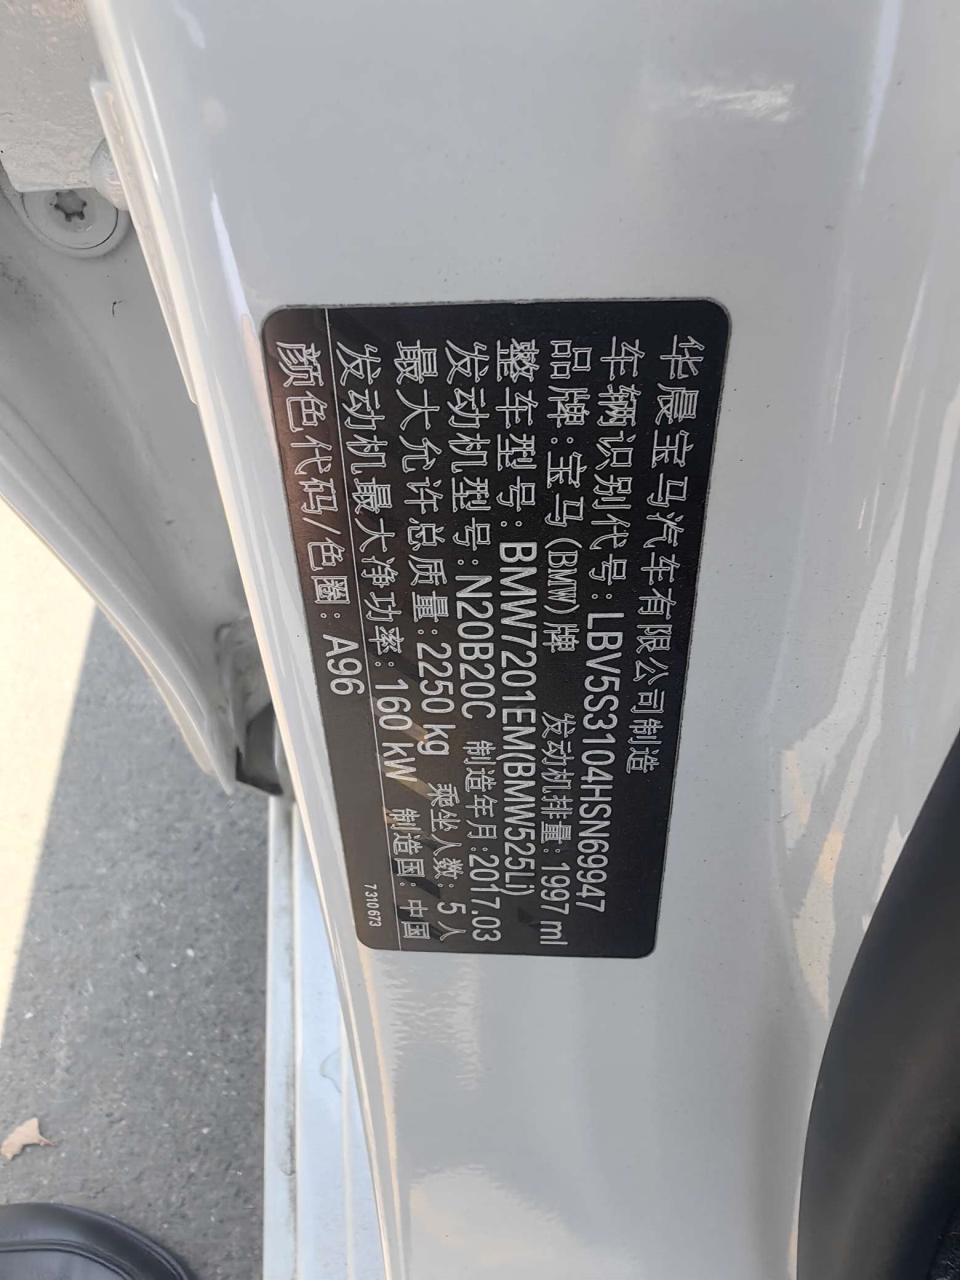 华晨宝马汽车有限公司制造
车辆识别代号：LBV5S3104HSN69947
品牌：宝马(BMW)牌 发动机排量：1997 ml
整车型号：BMW7201EM(BMW525Li)
发动机型号：N20B20C 制造年月：2017.03
最大允许总质量：2250 kg 乘坐人数：5 人
发动机最大净功率：160 kW 制造国：中国
颜色代码/色圈：A96
7310673